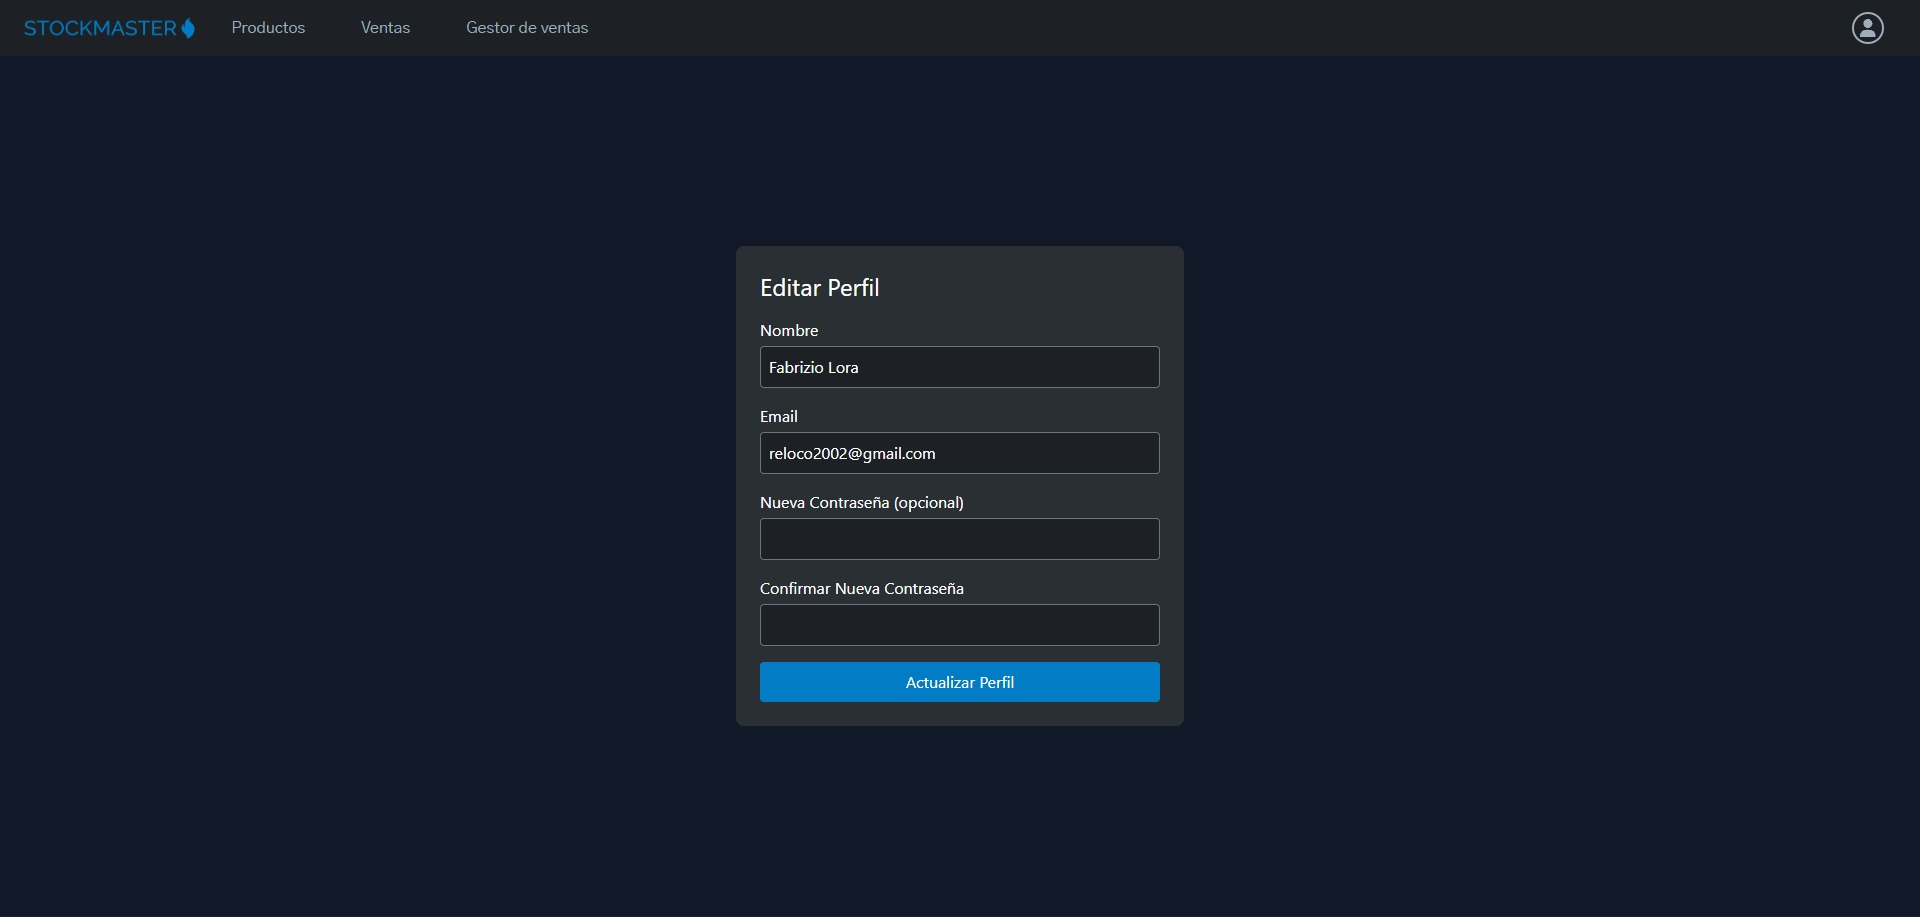 STOCKMASTER Productos Ventas Gestor de ventas
Editar Perfil
Nombre
Fabrizio Lora
Email
reloco2002@gmail.com
Nueva Contraseña (opcional)
Confirmar Nueva Contraseña
Actualizar Perfil